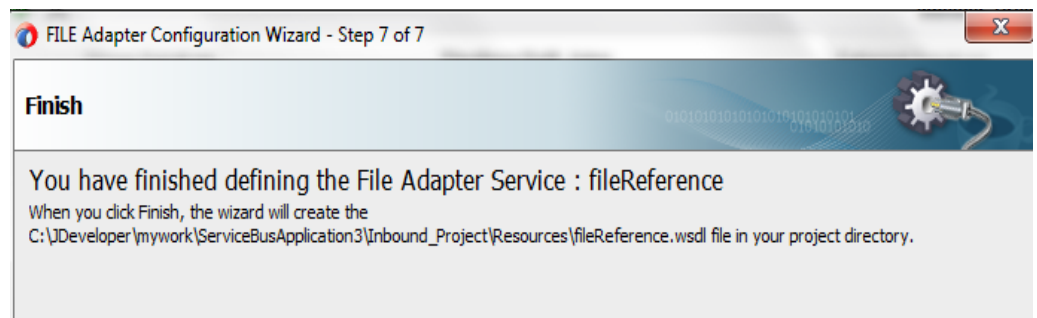 FILE Adapter Configuration Wizard - Step 7 of 7
Finish
You have finished defining the File Adapter Service : fileReference
When you click Finish, the wizard will create the
C:\JDeveloper\mywork\ServiceBusApplication3\Inbound_Project\Resources\fileReference.wsdl file in your project directory.